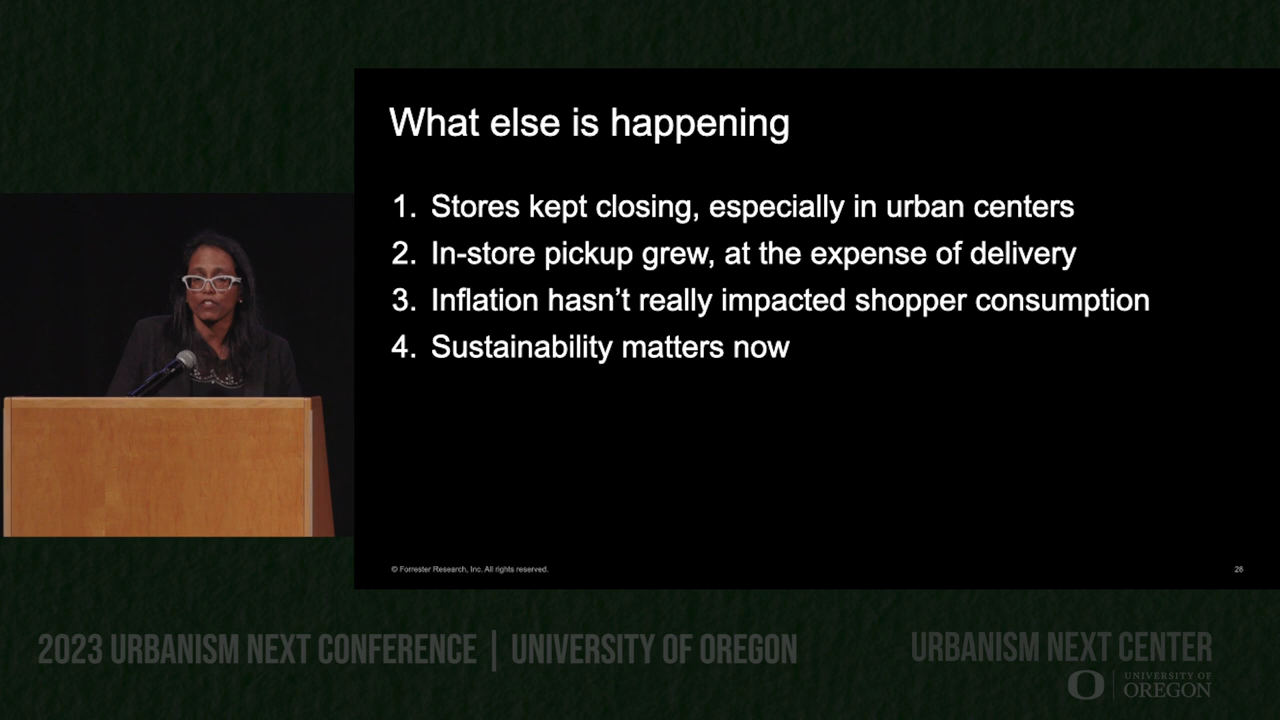 What else is happening
1. Stores kept closing, especially in urban centers
2. In-store pickup grew, at the expense of delivery
3. Inflation hasn’t really impacted shopper consumption
4. Sustainability matters now
© Forrester Research, Inc. All rights reserved.
28
2023 URBANISM NEXT CONFERENCE | UNIVERSITY OF OREGON
URBANISM NEXT CENTER
O | UNIVERSITY OF
OREGON